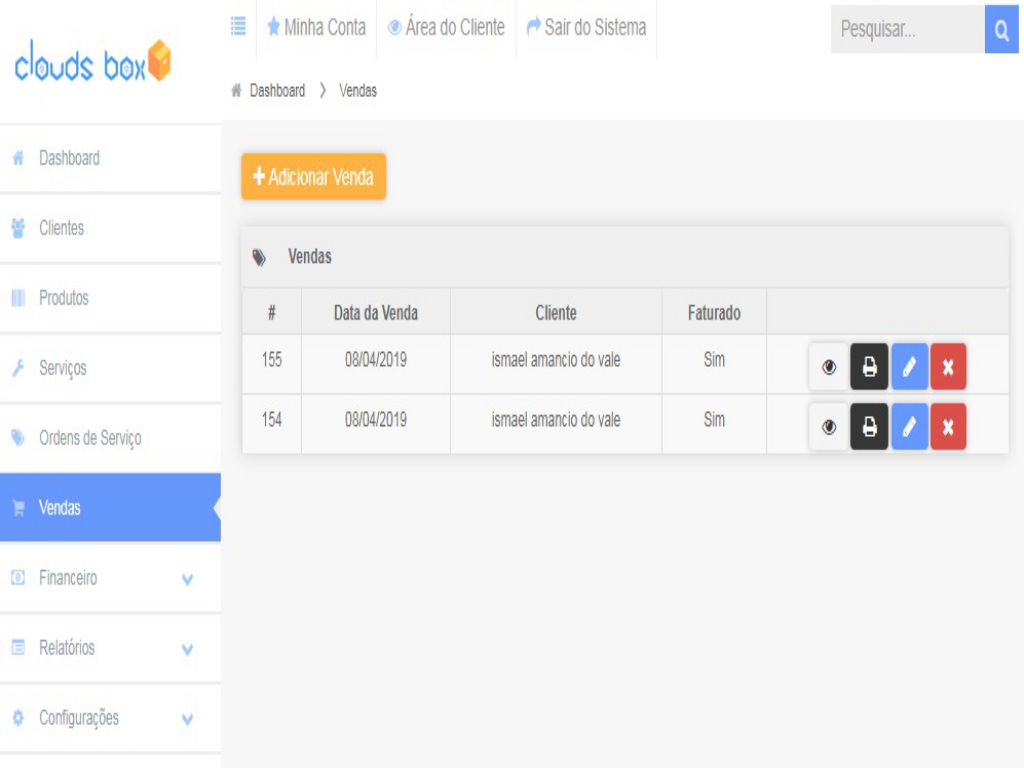 clouds box
Minha Conta
Área do Cliente
Sair do Sistema
Pesquisar...
Dashboard
Vendas
Dashboard
Clientes
Produtos
Serviços
Ordens de Serviço
Vendas
Financeiro
Relatórios
Configurações
Adicionar Venda
Vendas
# Data da Venda Cliente Faturado
155 08/04/2019 ismael amancio do vale Sim
154 08/04/2019 ismael amancio do vale Sim